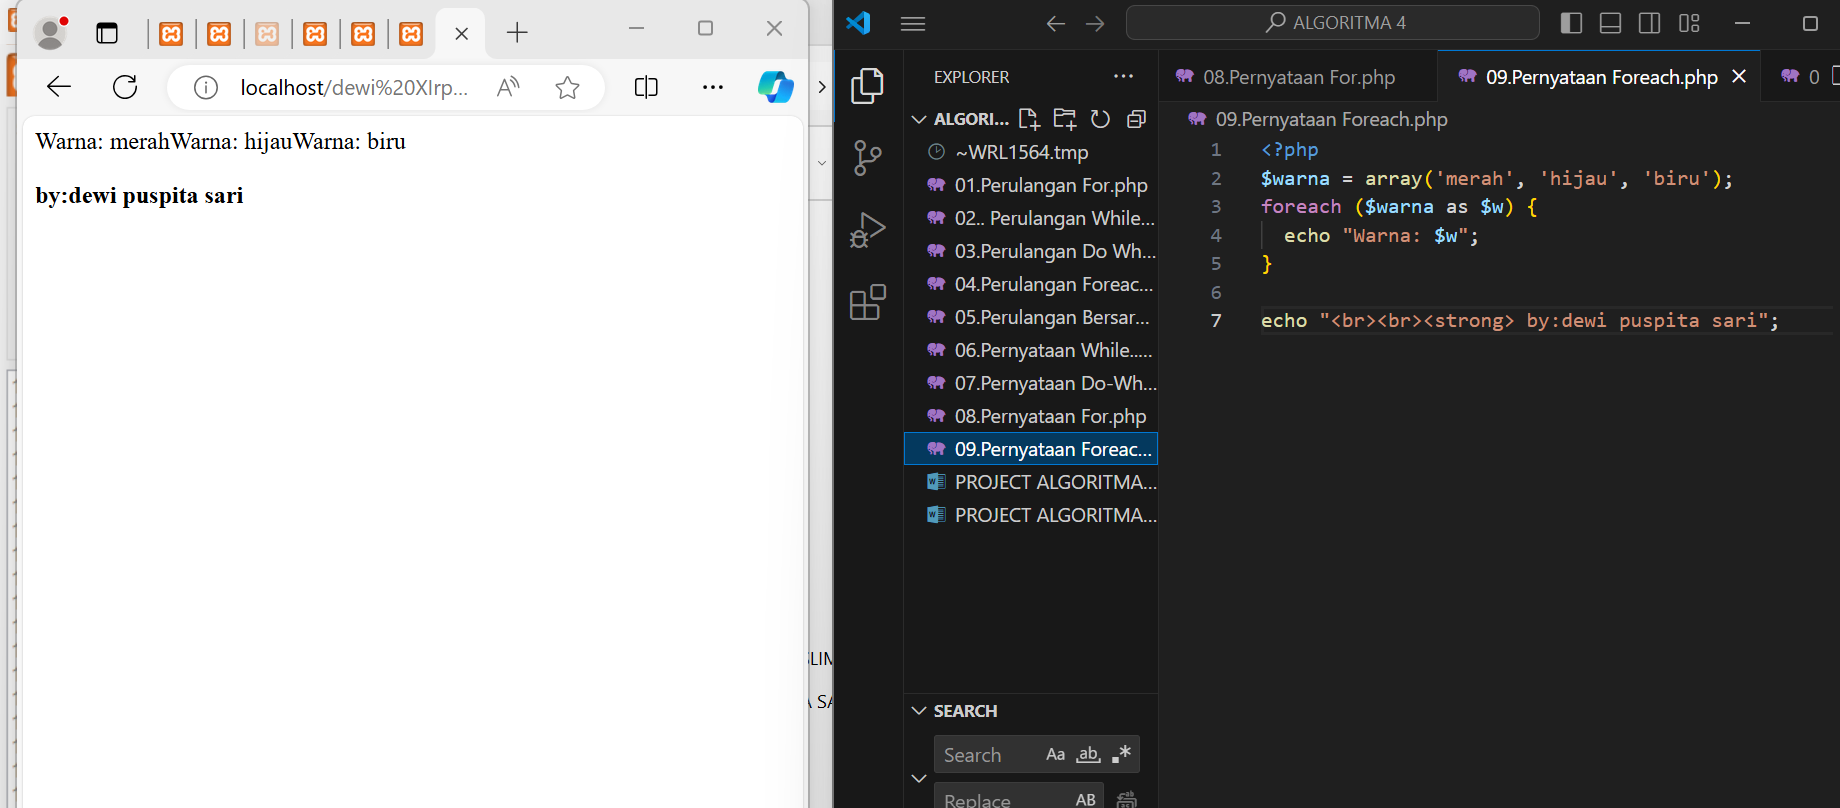 localhost/dewi%20XIrp...
Warna: merahWarna: hijauWarna: biru
by:dewi puspita sari
ALGORITMA 4
EXPLORER
ALGORI...
~WRL1564.tmp
01.Perulangan For.php
02.. Perulangan While...
03.Perulangan Do Wh...
04.Perulangan Foreac...
05.Perulangan Bersar...
06.Pernyataan While.....
07.Pernyataan Do-Wh...
08.Pernyataan For.php
09.Pernyataan Foreac...
PROJECT ALGORITMA...
PROJECT ALGORITMA...
SEARCH
Search Aa ab
Replace AB
08.Pernyataan For.php 09.Pernyataan Foreach.php 0
09.Pernyataan Foreach.php
1 <?php
2 $warna = array('merah', 'hijau', 'biru');
3 foreach ($warna as $w) {
4 echo "Warna: $w";
5 }
6
7 echo "<br><br><strong> by:dewi puspita sari";